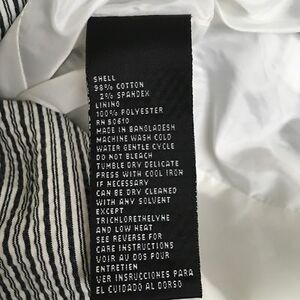 SHELL
98% COTTON
2% SPANDEX
LINING
100% POLYESTER
RN 50610
MADE IN BANGLADESH
MACHINE WASH COLD
WATER GENTLE CYCLE
DO NOT BLEACH
TUMBLE DRY DELICATE
PRESS WITH COOL IRON
IF NECESSARY
CAN BE DRY CLEANED
WITH ANY SOLVENT
EXCEPT
TRICHLORETHELYNE
AND LOW HEAT
SEE REVERSE FOR
CARE INSTRUCTIONS
VOIR AU DOS POUR
ENTRETIEN
VER INSTRUCCIONES PARA
EL CUIDADO AL DORSO